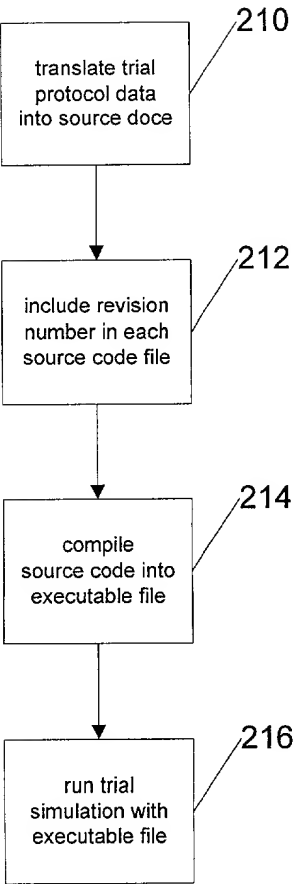 210
translate trial
protocol data
into source doce
212
include revision
number in each
source code file
214
compile
source code into
executable file
216
run trial
simulation with
executable file